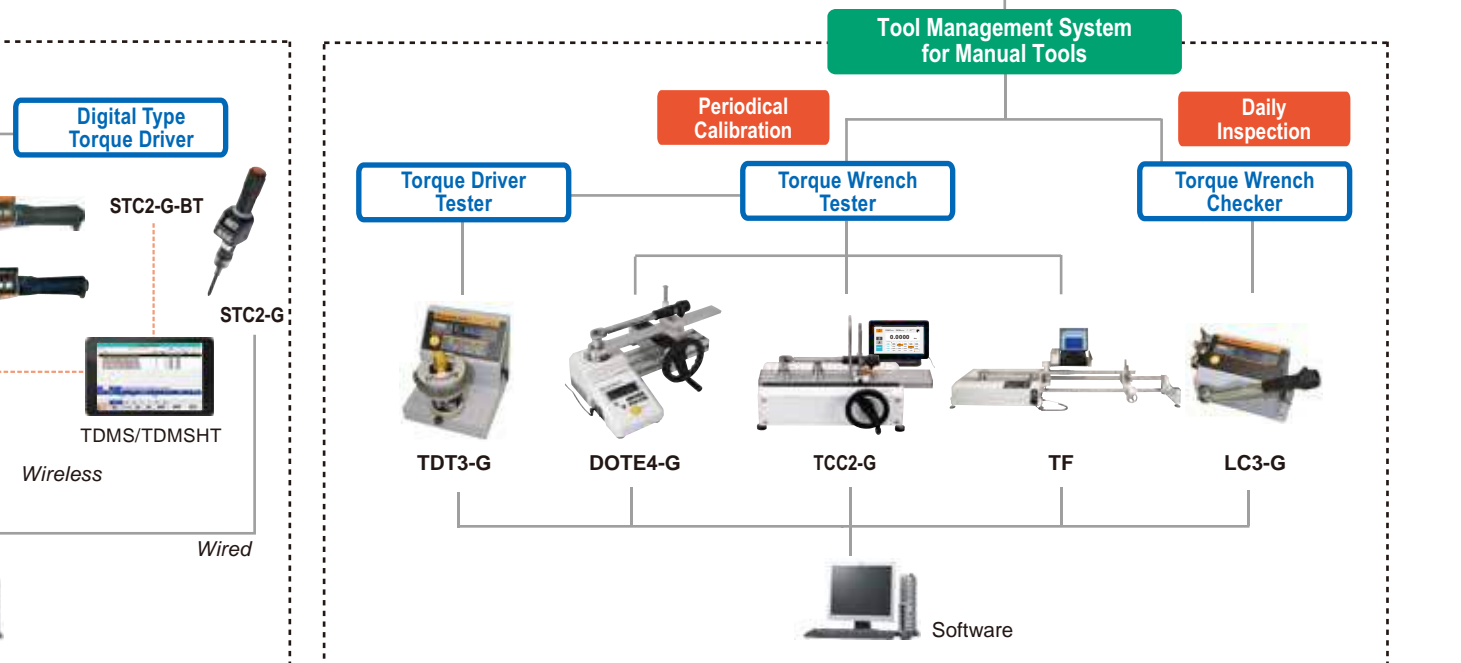 Tool Management System
for Manual Tools
Digital Type
Torque Driver
Periodical
Calibration
Daily
Inspection
Torque Driver
Tester
Torque Wrench
Tester
Torque Wrench
Checker
STC2-G-BT
STC2-G
0.0000
TDMS/TDMSHT
Wireless
Wired
TDT3-G
DOTE4-G
TCC2-G
TF
LC3-G
Software